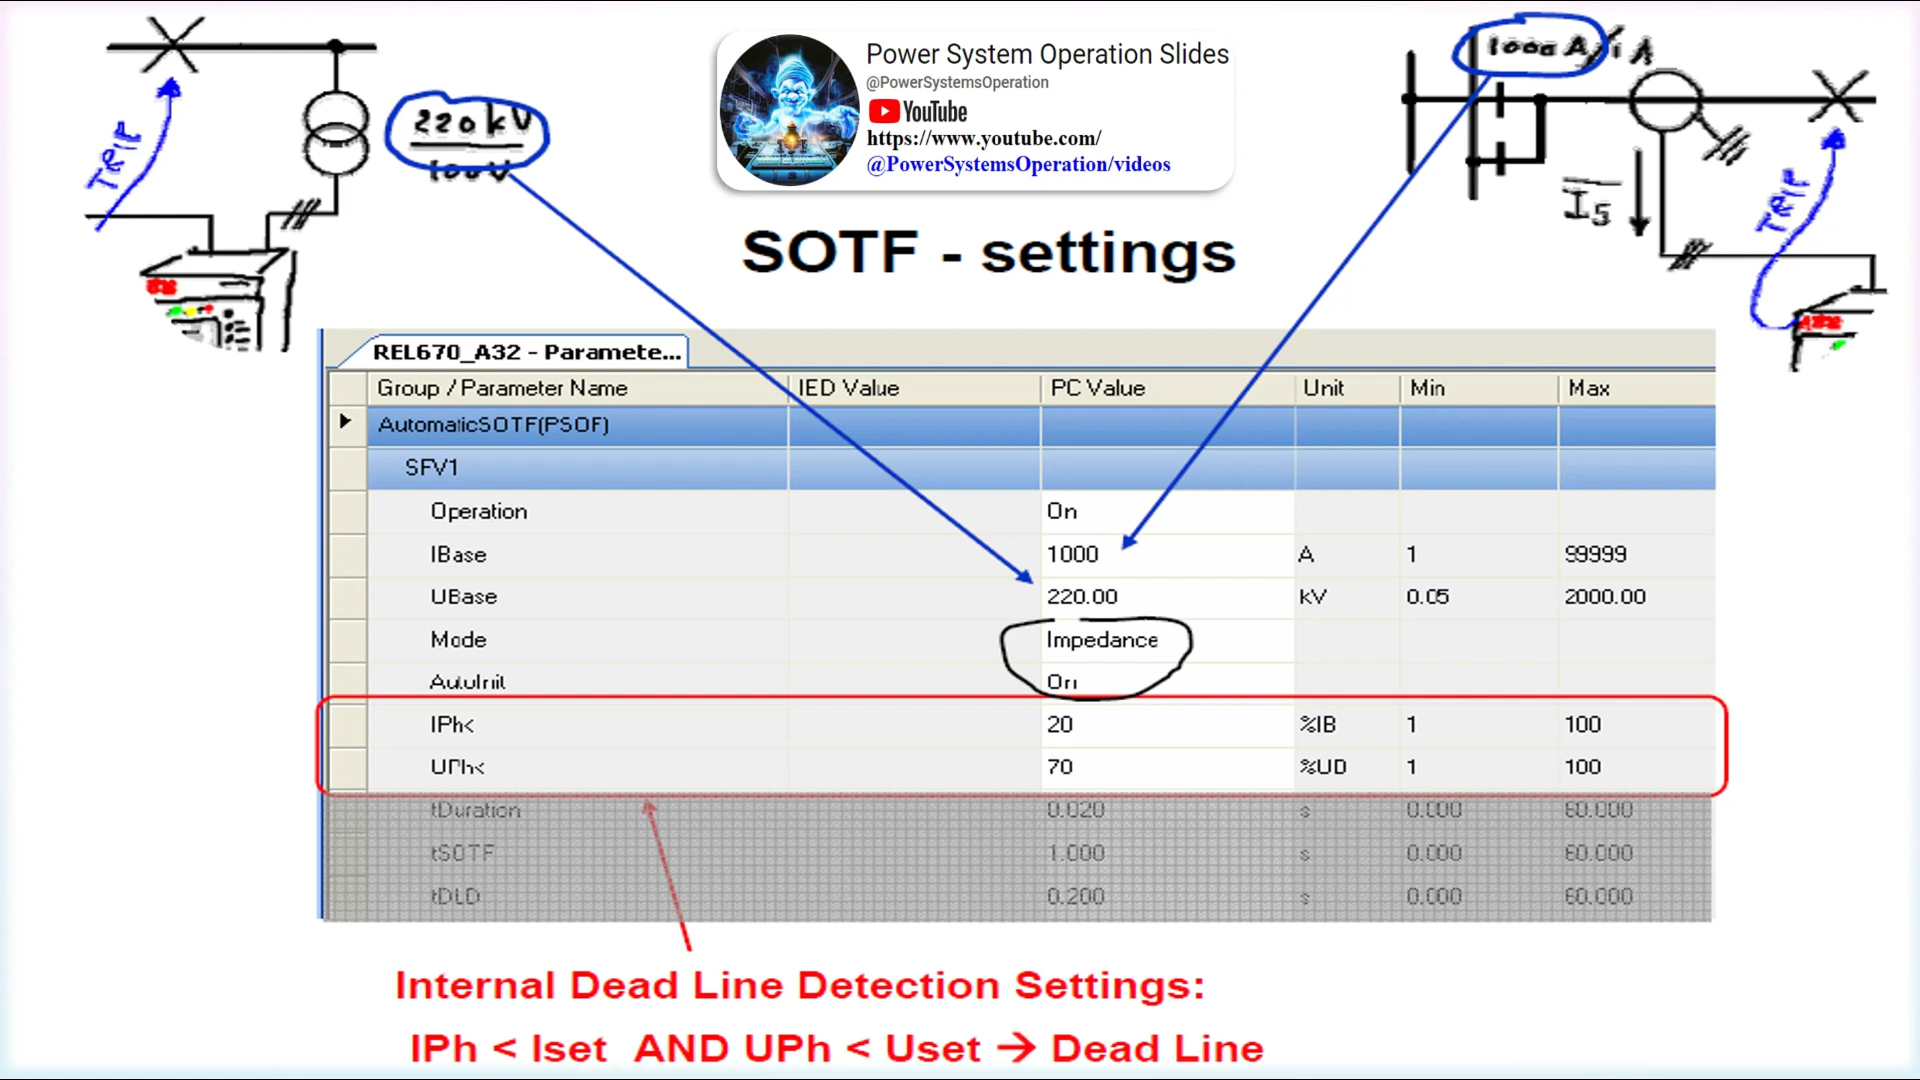 220 kV
100V
TRIP
Power System Operation Slides
@PowerSystemsOperation
YouTube
https://www.youtube.com/
@PowerSystemsOperation/videos
1000 A/1 A
I5
TRIP
SOTF - settings
REL670_A32 - Paramete...
Group / Parameter Name IED Value PC Value Unit Min Max
AutomaticSOTF(PSOF)
SFV1
Operation On
IBase 1000 A 1 99999
UBase 220.00 kV 0.05 2000.00
Mode Impedance
AutoInit On
IPh< 20 %IB 1 100
UPh< 70 %UB 1 100
tDuration 0.020 s 0.000 60.000
tSOTF 1.000 s 0.000 60.000
tDLD 0.200 s 0.000 60.000
Internal Dead Line Detection Settings:
IPh < Iset AND UPh < Uset → Dead Line